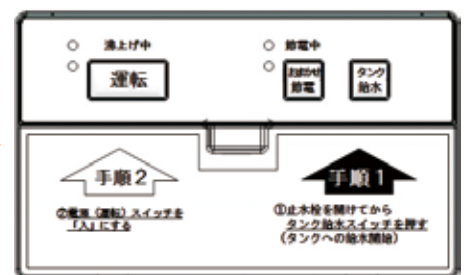 沸上げ中
節電中
運転
おまかせ
節電
タンク
給水
手順2
②電源（運転）スイッチを
「入」にする
手順1
①止水栓を開けてから
タンク給水スイッチを押す
(タンクへの給水開始)